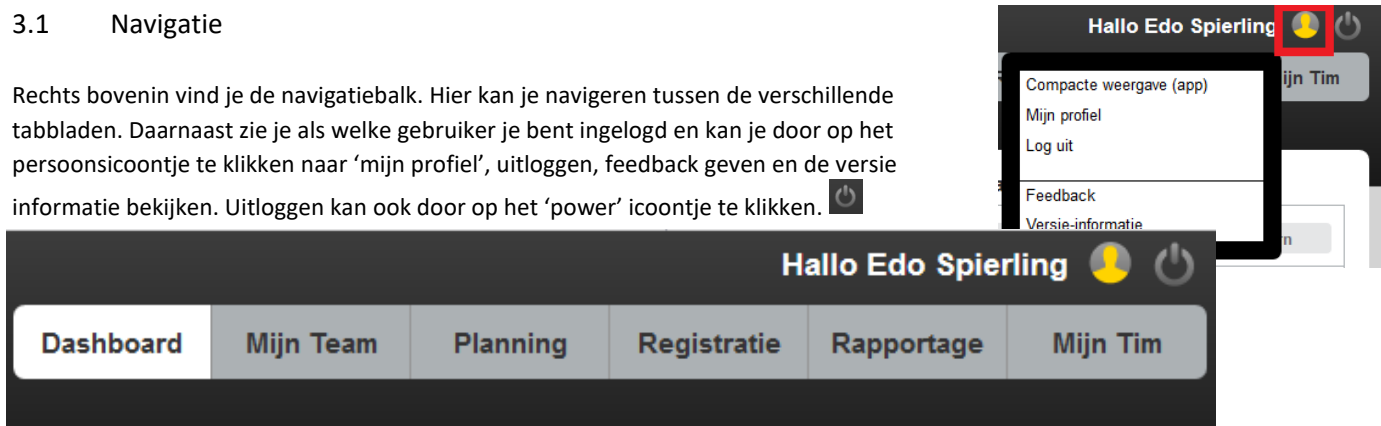 3.1 Navigatie
Rechts bovenin vind je de navigatiebalk. Hier kan je navigeren tussen de verschillende
tabbladen. Daarnaast zie je als welke gebruiker je bent ingelogd en kan je door op het
persoonsicoontje te klikken naar ‘mijn profiel’, uitloggen, feedback geven en de versie
informatie bekijken. Uitloggen kan ook door op het ‘power’ icoontje te klikken.
Hallo Edo Spierling
ijn Tim
Compacte weergave (app)
Mijn profiel
Log uit
Feedback
Versie-informatie
Hallo Edo Spierling
Dashboard Mijn Team Planning Registratie Rapportage Mijn Tim